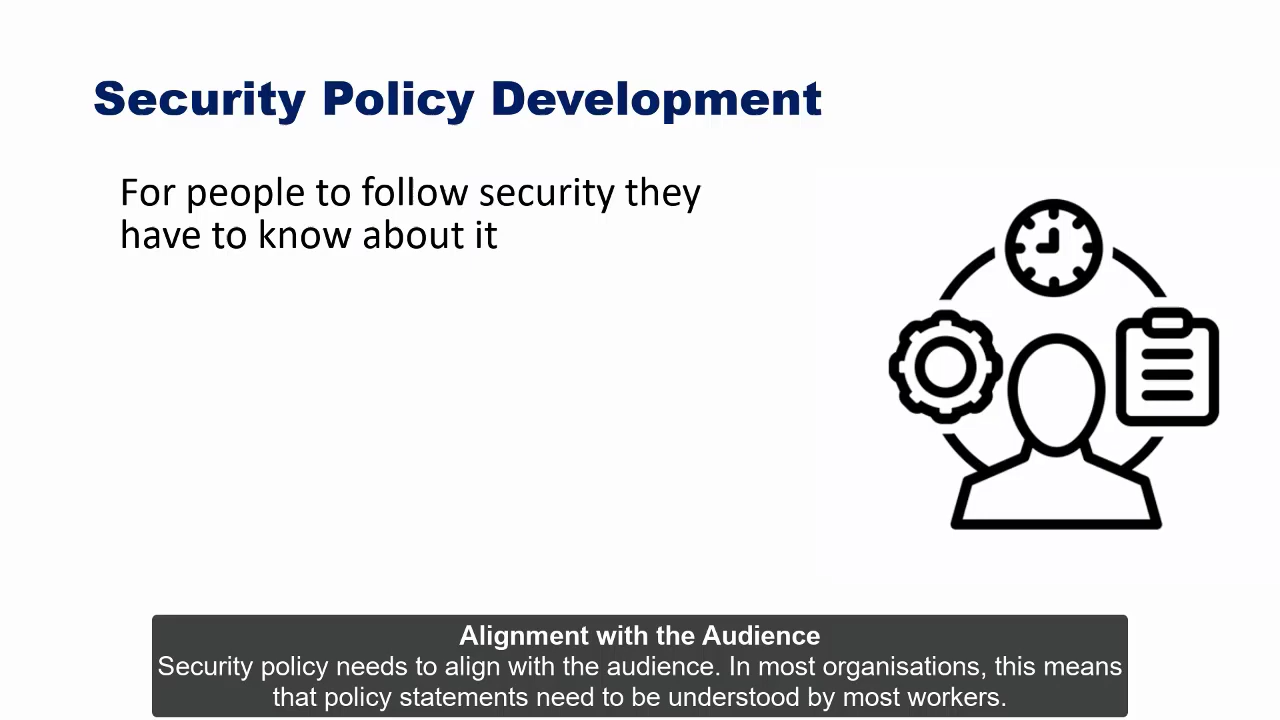 Security Policy Development
For people to follow security they
have to know about it
Alignment with the Audience
Security policy needs to align with the audience. In most organisations, this means
that policy statements need to be understood by most workers.